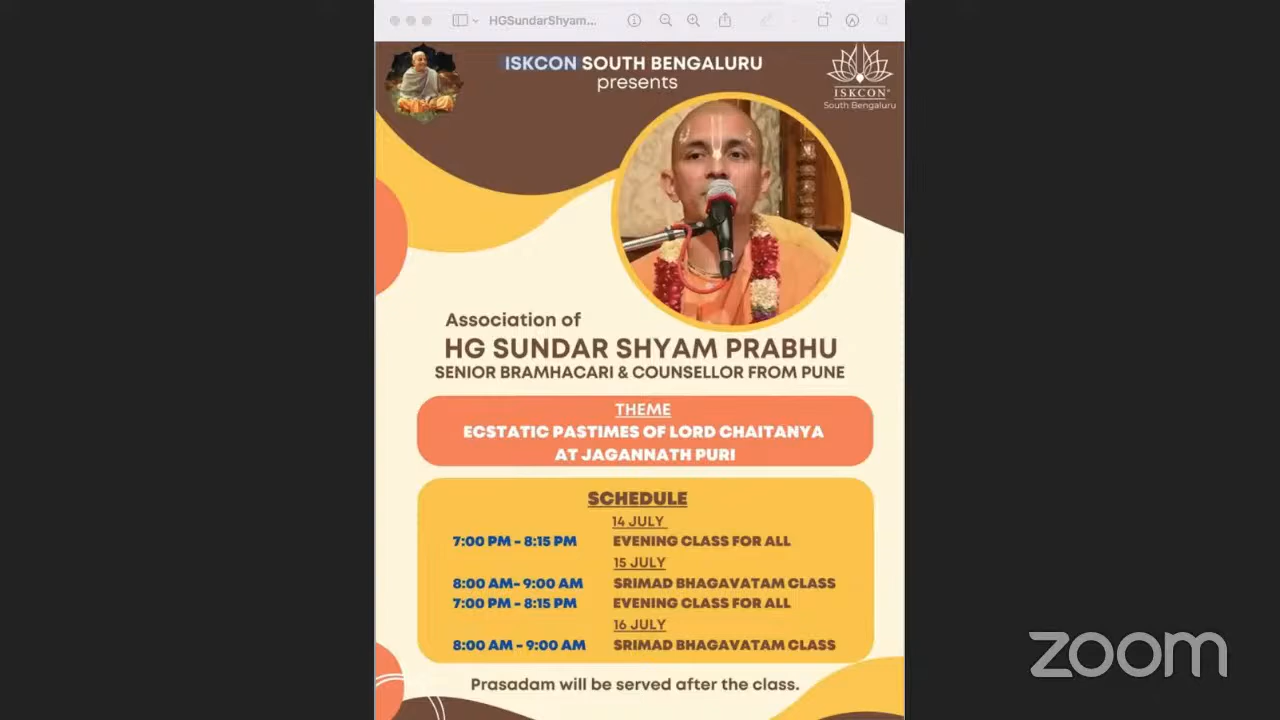 HGSundarShyam...
ISKCON SOUTH BENGALURU
presents
ISKCON®
South Bengaluru
Association of
HG SUNDAR SHYAM PRABHU
SENIOR BRAMHACARI & COUNSELLOR FROM PUNE
THEME
ECSTATIC PASTIMES OF LORD CHAITANYA
AT JAGANNATH PURI
SCHEDULE
14 JULY
7:00 PM - 8:15 PM EVENING CLASS FOR ALL
15 JULY
8:00 AM- 9:00 AM SRIMAD BHAGAVATAM CLASS
7:00 PM - 8:15 PM EVENING CLASS FOR ALL
16 JULY
8:00 AM - 9:00 AM SRIMAD BHAGAVATAM CLASS
Prasadam will be served after the class.
zoom